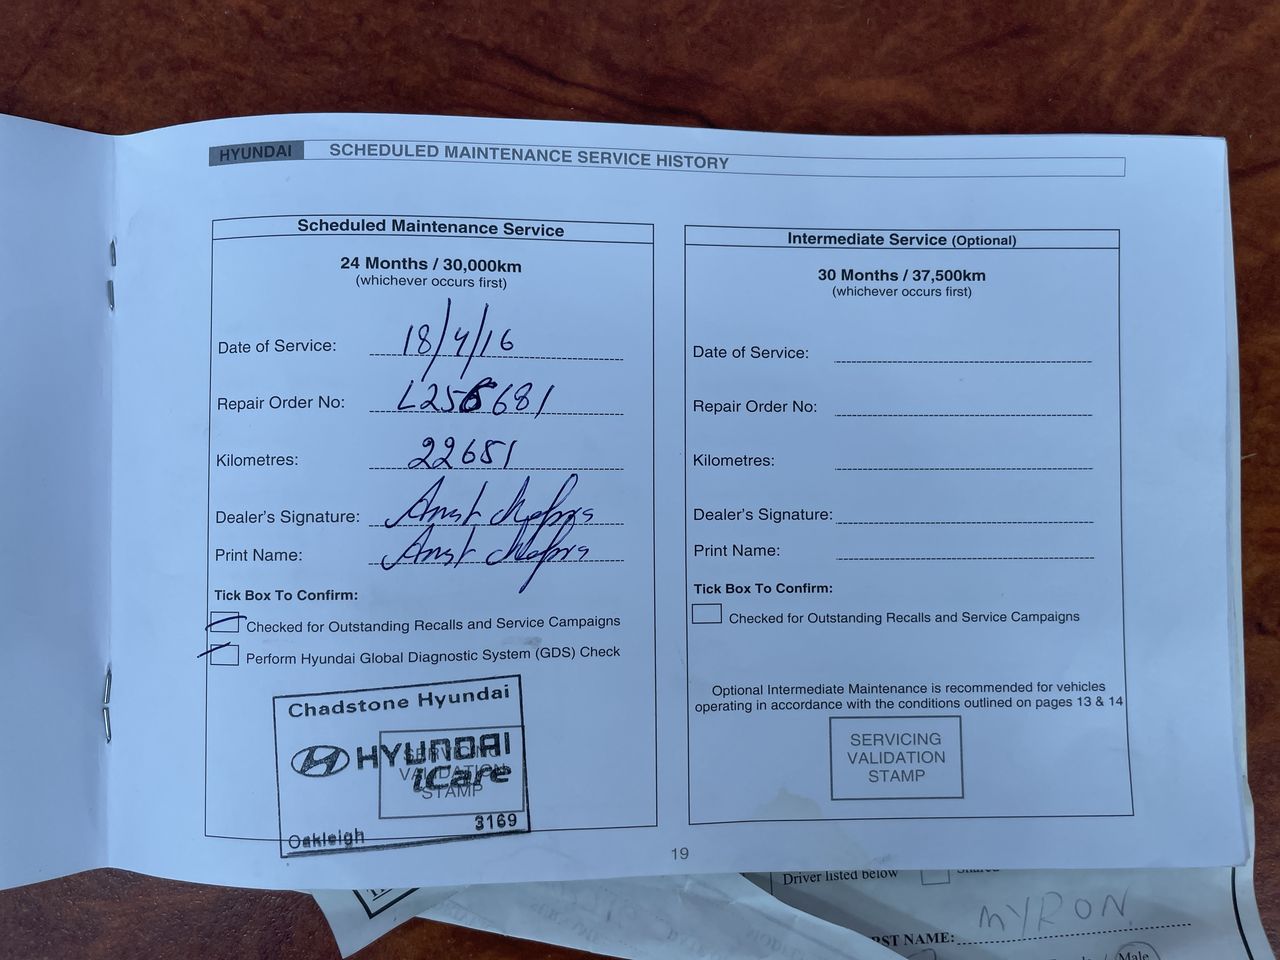 HYUNDAI SCHEDULED MAINTENANCE SERVICE HISTORY
Scheduled Maintenance Service
24 Months / 30,000km
(whichever occurs first)
Date of Service: 18/4/16
Repair Order No:
Kilometres: 22651
Dealer's Signature:
Print Name:
Tick Box To Confirm:
Checked for Outstanding Recalls and Service Campaigns
Perform Hyundai Global Diagnostic System (GDS) Check
Chadstone Hyundai
HYUNDAI
iCare
SERVICING
VALIDATION
STAMP
Oakleigh 3169
Intermediate Service (Optional)
30 Months / 37,500km
(whichever occurs first)
Date of Service:
Repair Order No:
Kilometres:
Dealer's Signature:
Print Name:
Tick Box To Confirm:
Checked for Outstanding Recalls and Service Campaigns
Optional Intermediate Maintenance is recommended for vehicles
operating in accordance with the conditions outlined on pages 13 & 14
SERVICING
VALIDATION
STAMP
19
Driver listed below
MYRON
NAME:
Male